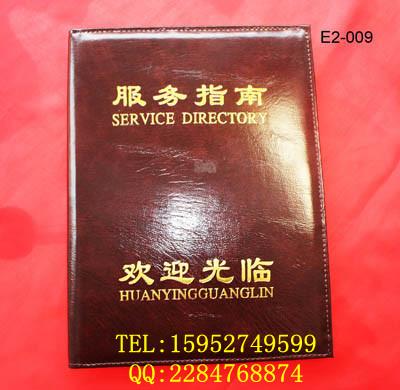 E2-009
服务指南
SERVICE DIRECTORY
欢迎光临
HUANYINGGUANGLIN
TEL:15952749599
QQ:2284768874